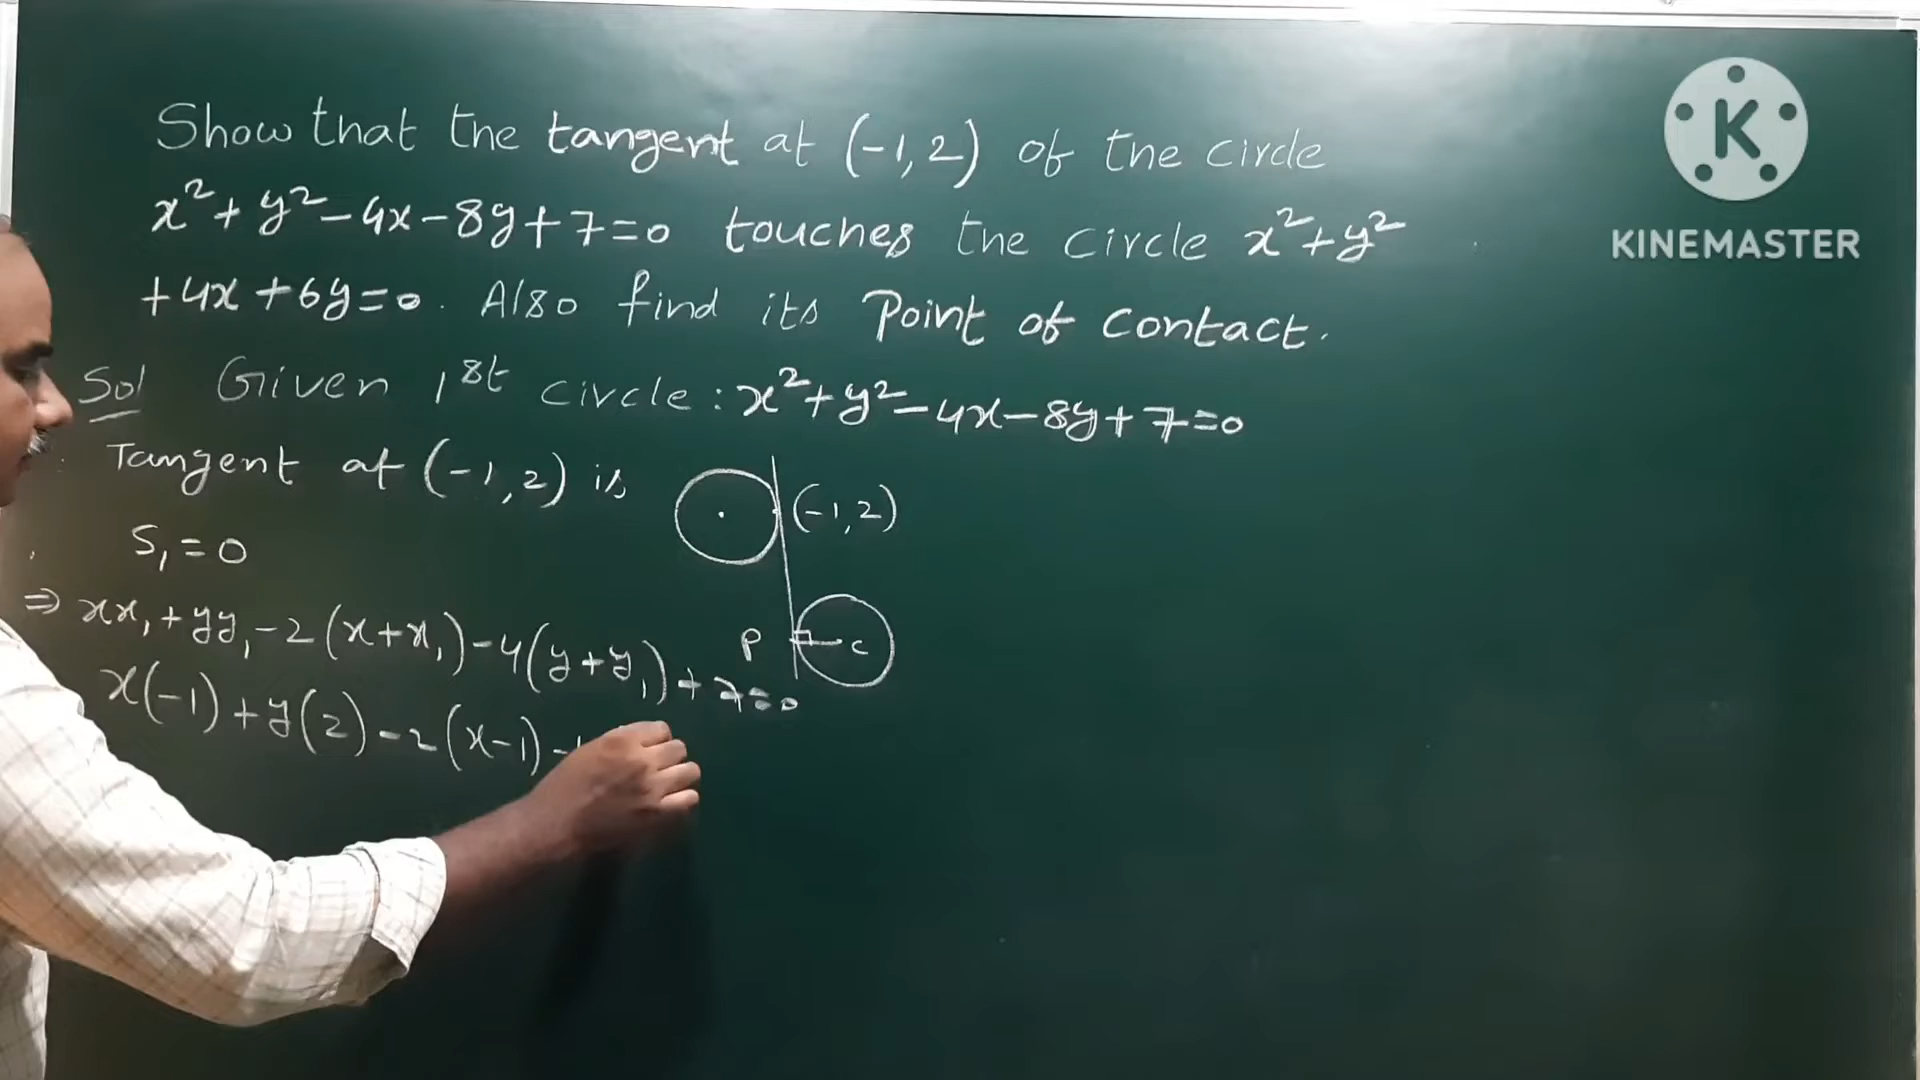 Show that the tangent at (-1, 2) of the circle
x²+y²-4x-8y+7=0 touches the circle x²+y²
+4x+6y=0. Also find its Point of Contact.
Sol Given 1st circle: x²+y²-4x-8y+7=0
Tangent at (-1, 2) is
S₁=0
⇒ xx₁+yy₁-2(x+x₁)-4(y+y₁)+7=0
x(-1)+y(2)-2(x-1)-
(-1, 2)
P
C
K
KINEMASTER